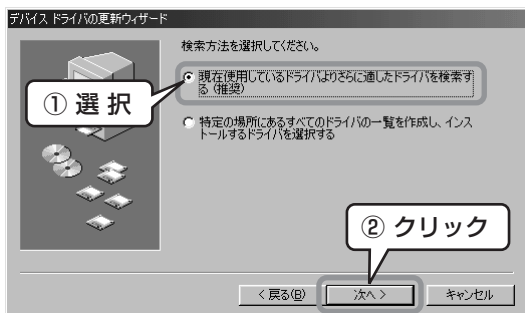 デバイス ドライバの更新ウィザード
検索方法を選択してください。
現在使用しているドライバよりさらに適したドライバを検索す
る (推奨)
① 選 択
特定の場所にあるすべてのドライバの一覧を作成し、インス
トールするドライバを選択する
② クリック
< 戻る(B)
次へ >
キャンセル